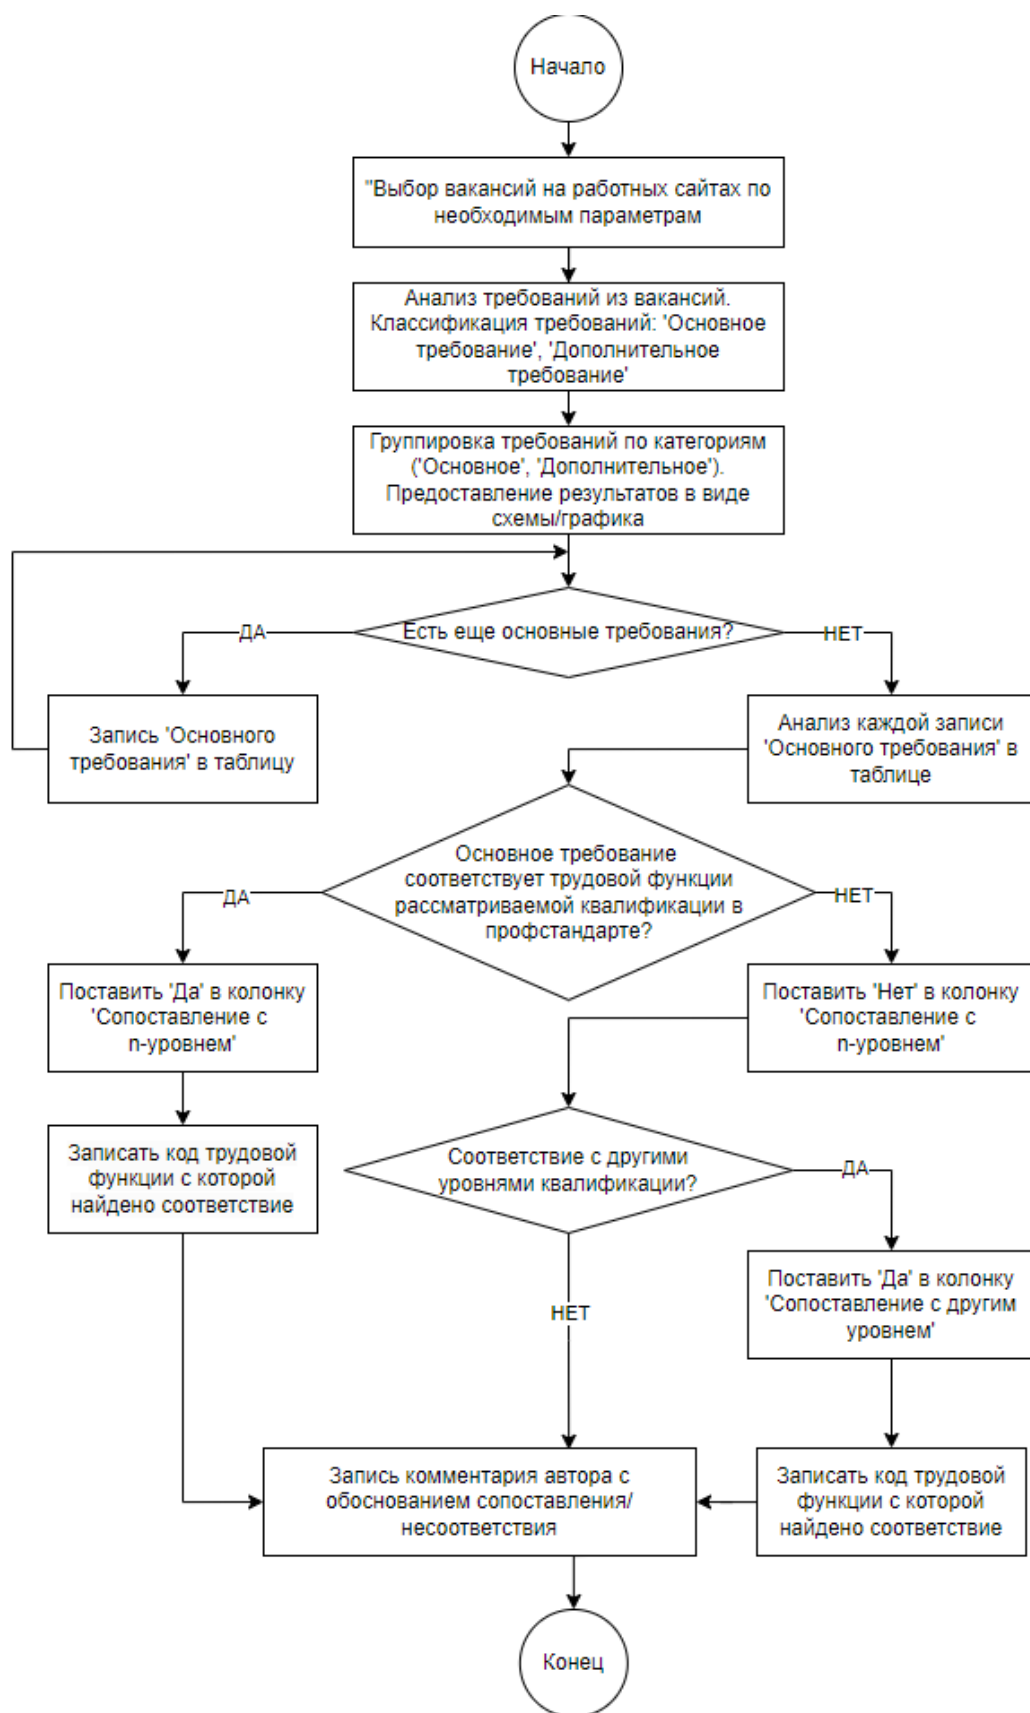 Начало
"Выбор вакансий на работных сайтах по
необходимым параметрам
Анализ требований из вакансий.
Классификация требований: 'Основное
требование', 'Дополнительное
требование'
Группировка требований по категориям
('Основное', 'Дополнительное').
Предоставление результатов в виде
схемы/графика
Есть еще основные требования?
ДА
НЕТ
Запись 'Основного
требования' в таблицу
Анализ каждой записи
'Основного требования' в
таблице
Основное требование
соответствует трудовой функции
рассматриваемой квалификации в
профстандарте?
ДА
НЕТ
Поставить 'Да' в колонку
'Сопоставление с
n-уровнем'
Поставить 'Нет' в колонку
'Сопоставление с
n-уровнем'
Записать код трудовой
функции с которой
найдено соответствие
Соответствие с другими
уровнями квалификации?
ДА
НЕТ
Поставить 'Да' в колонку
'Сопоставление с другим
уровнем'
Запись комментария автора с
обоснованием сопоставления/
несоответствия
Записать код трудовой
функции с которой
найдено соответствие
Конец